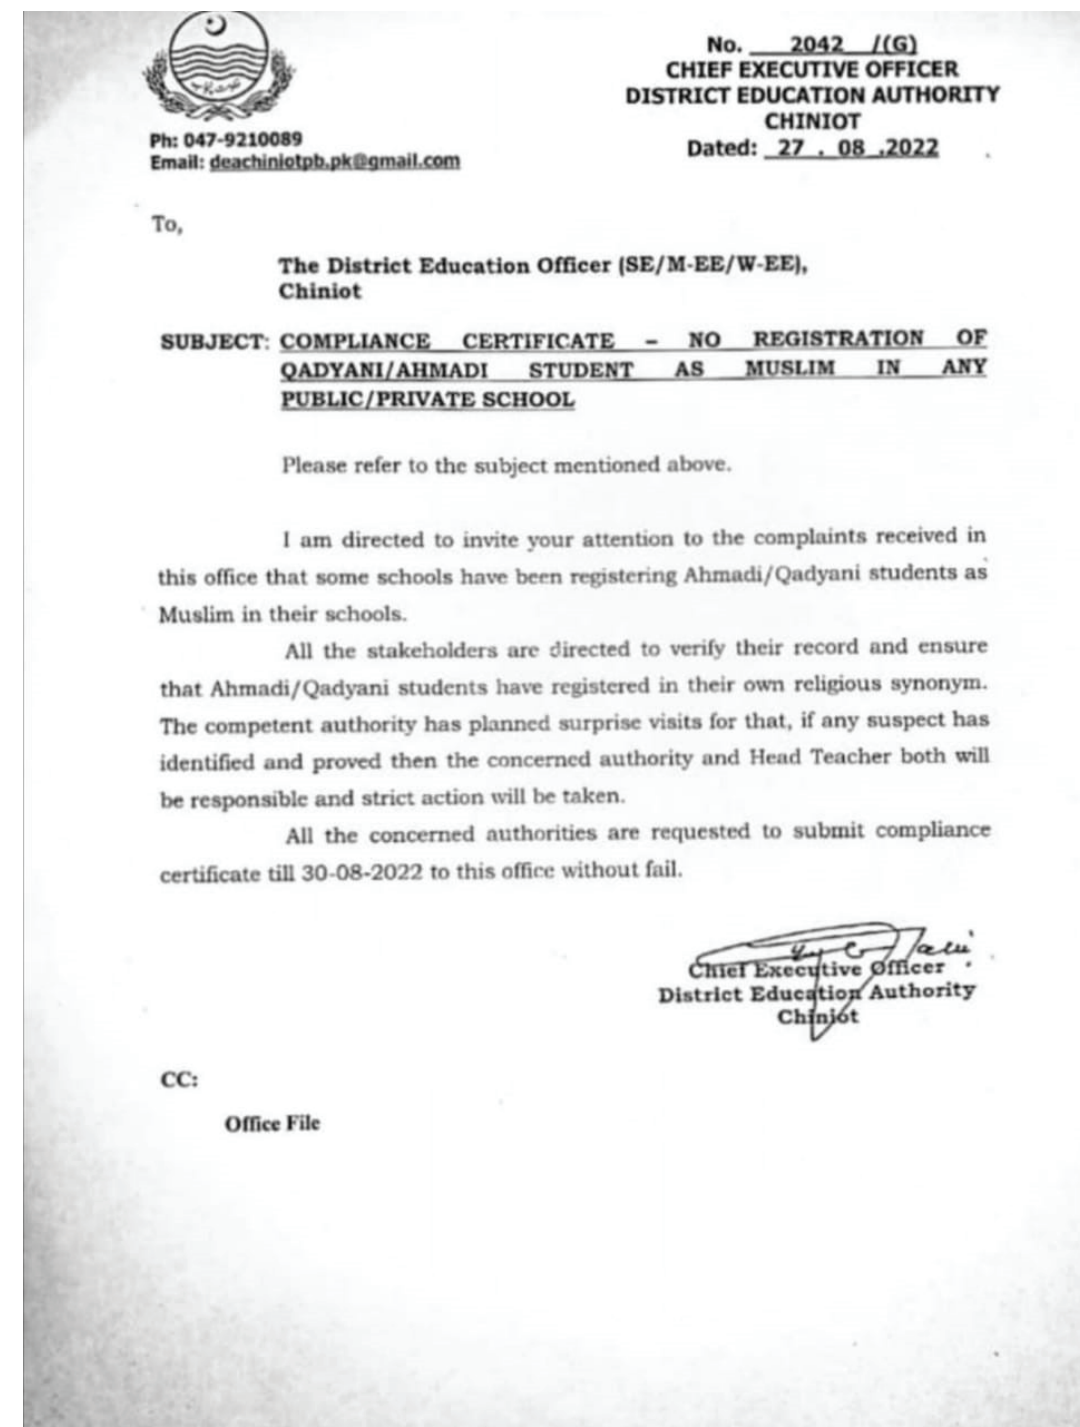 No. 2042 /(G)
CHIEF EXECUTIVE OFFICER
DISTRICT EDUCATION AUTHORITY
CHINIOT
Dated: 27 . 08 .2022
Ph: 047-9210089
Email: deachiniotpb.pk@gmail.com
To,
The District Education Officer (SE/M-EE/W-EE),
Chiniot
SUBJECT: COMPLIANCE CERTIFICATE – NO REGISTRATION OF
QADYANI/AHMADI STUDENT AS MUSLIM IN ANY
PUBLIC/PRIVATE SCHOOL
Please refer to the subject mentioned above.
I am directed to invite your attention to the complaints received in
this office that some schools have been registering Ahmadi/Qadyani students as
Muslim in their schools.
All the stakeholders are directed to verify their record and ensure
that Ahmadi/Qadyani students have registered in their own religious synonym.
The competent authority has planned surprise visits for that, if any suspect has
identified and proved then the concerned authority and Head Teacher both will
be responsible and strict action will be taken.
All the concerned authorities are requested to submit compliance
certificate till 30-08-2022 to this office without fail.
Chief Executive Officer
District Education Authority
Chiniot
CC:
Office File